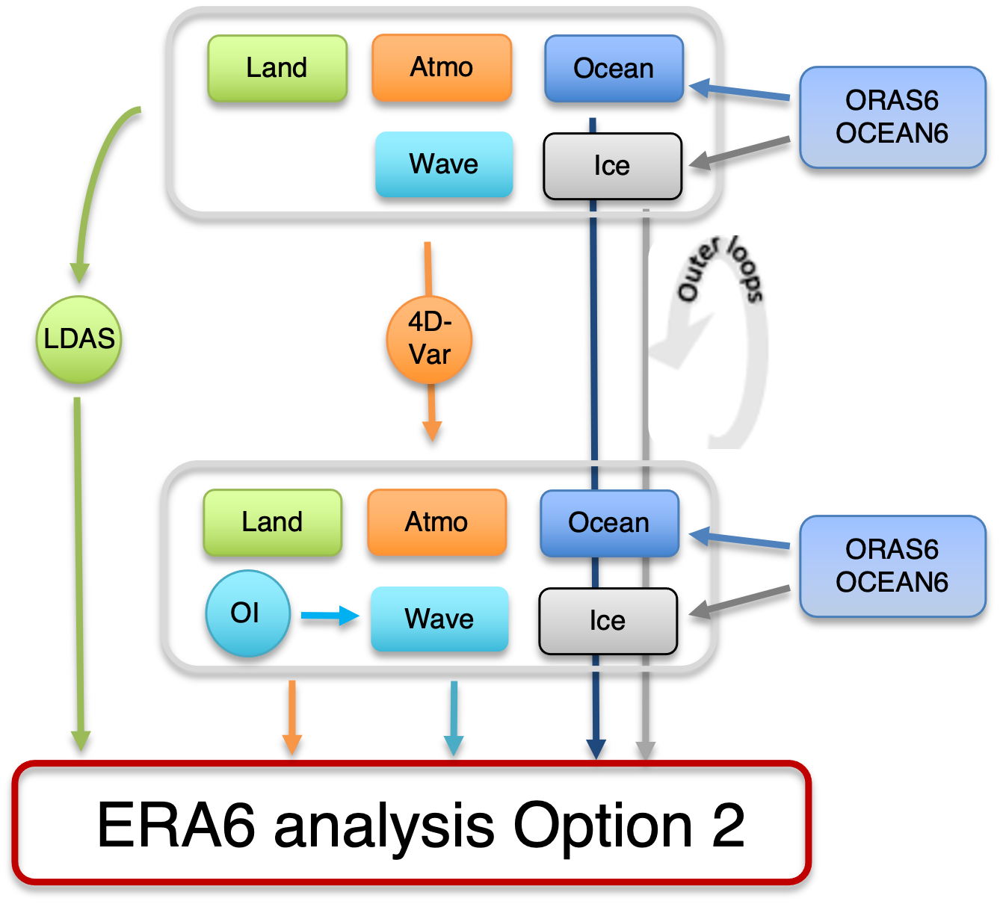 Land
Atmo
Ocean
ORAS6
OCEAN6
Wave
Ice
Outer loops
LDAS
4D-
Var
Land
Atmo
Ocean
ORAS6
OCEAN6
OI
Wave
Ice
ERA6 analysis Option 2